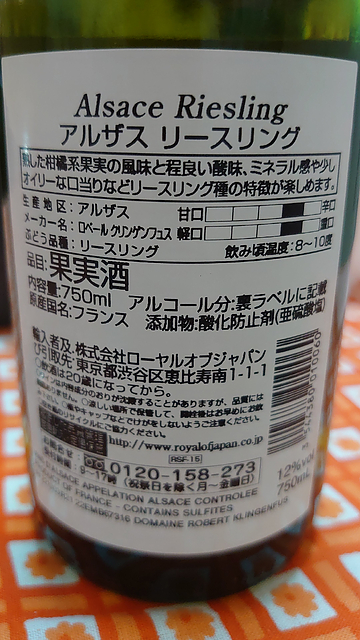 Alsace Riesling
アルザス リースリング
熟した柑橘系果実の風味と程良い酸味、ミネラル感や少し
オイリーな口当りなどリースリング種の特徴が楽しめます。
生産地区：アルザス 甘口 辛口
メーカー名：ロベール クリンゲンフュス 軽口 重口
ぶどう品種：リースリング 飲み頃温度：8～10度
品目：果実酒
内容量：750ml アルコール分：裏ラベルに記載
原産国名：フランス 添加物：酸化防止剤(亜硫酸塩)
輸入者及 株式会社ローヤルオブジャパン
び引取先：東京都渋谷区恵比寿南1-1-1
○飲酒は20歳になってから。
http://www.royalofjapan.co.jp
RSF-15
0120-158-273
9-17時 (祝祭日を除く月～金曜日)
12%vol
750mL
APPELATION ALSACE CONTROLEE
OF FRANCE - CONTAINS SULFITES
DOMAINE ROBERT KLINGENFUS